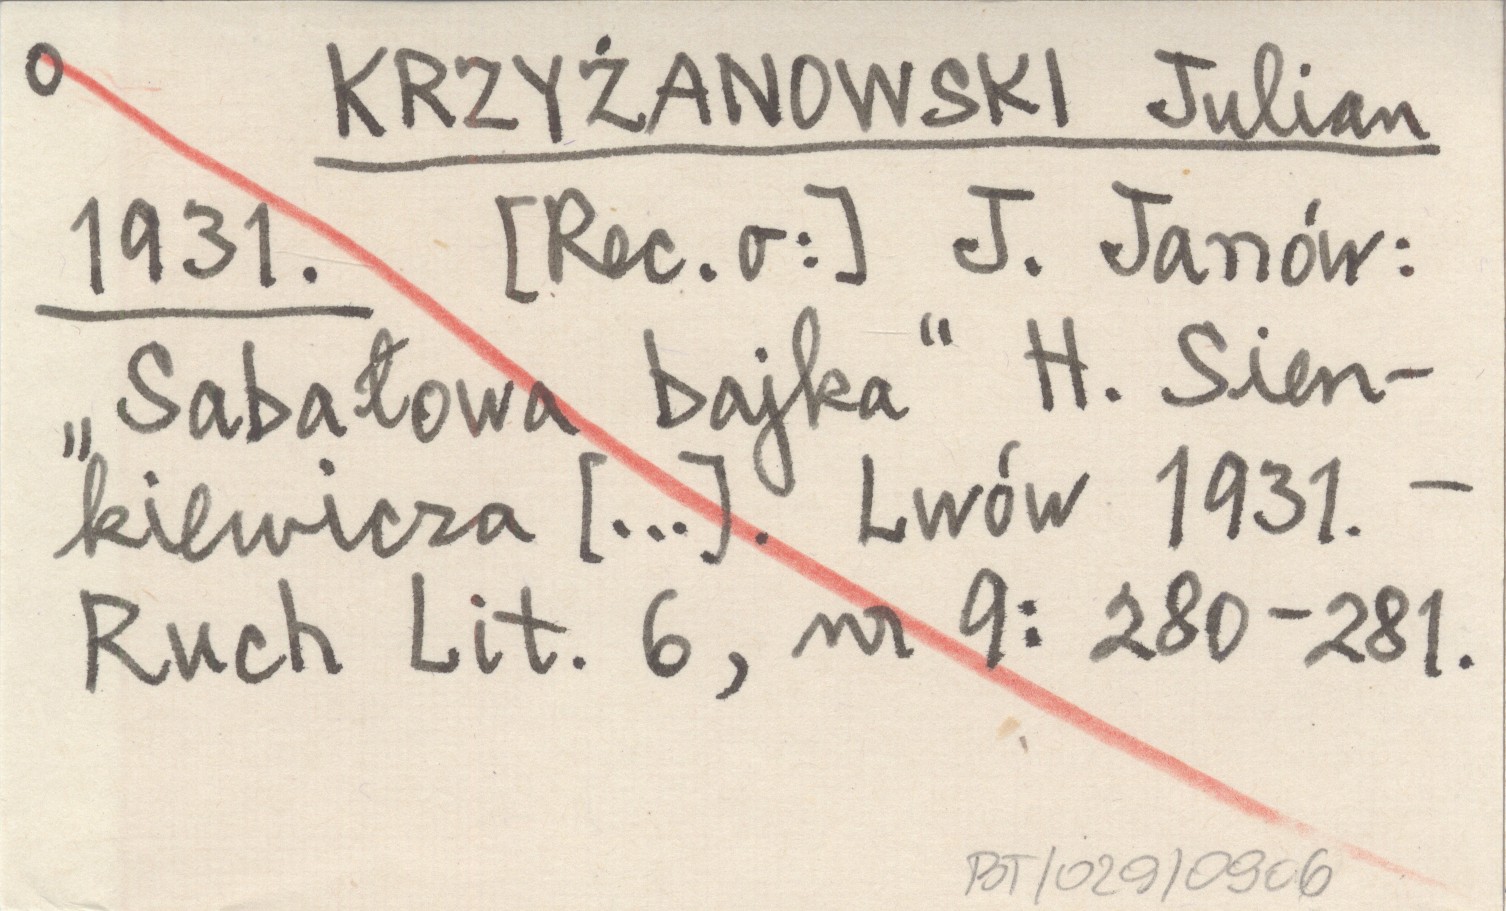 o KRZYŻANOWSKI Julian
1931. [Rec. o:] J. Janów:
„Sabałowa bajka“ H. Sien-
kiewicza [...]. Lwów 1931. –
Ruch Lit. 6, nr 9: 280–281.
BT/029/0906